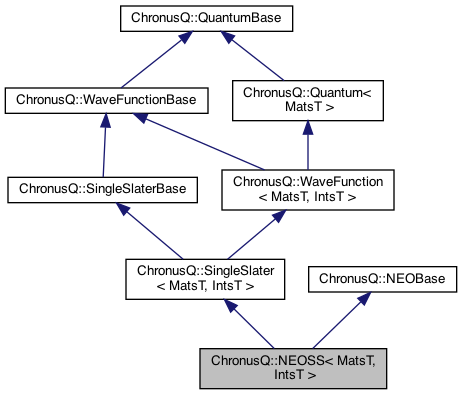 ChronusQ::QuantumBase
ChronusQ::WaveFunctionBase
ChronusQ::Quantum<
MatsT >
ChronusQ::SingleSlaterBase
ChronusQ::WaveFunction
< MatsT, IntsT >
ChronusQ::SingleSlater
< MatsT, IntsT >
ChronusQ::NEOBase
ChronusQ::NEOSS< MatsT,
IntsT >